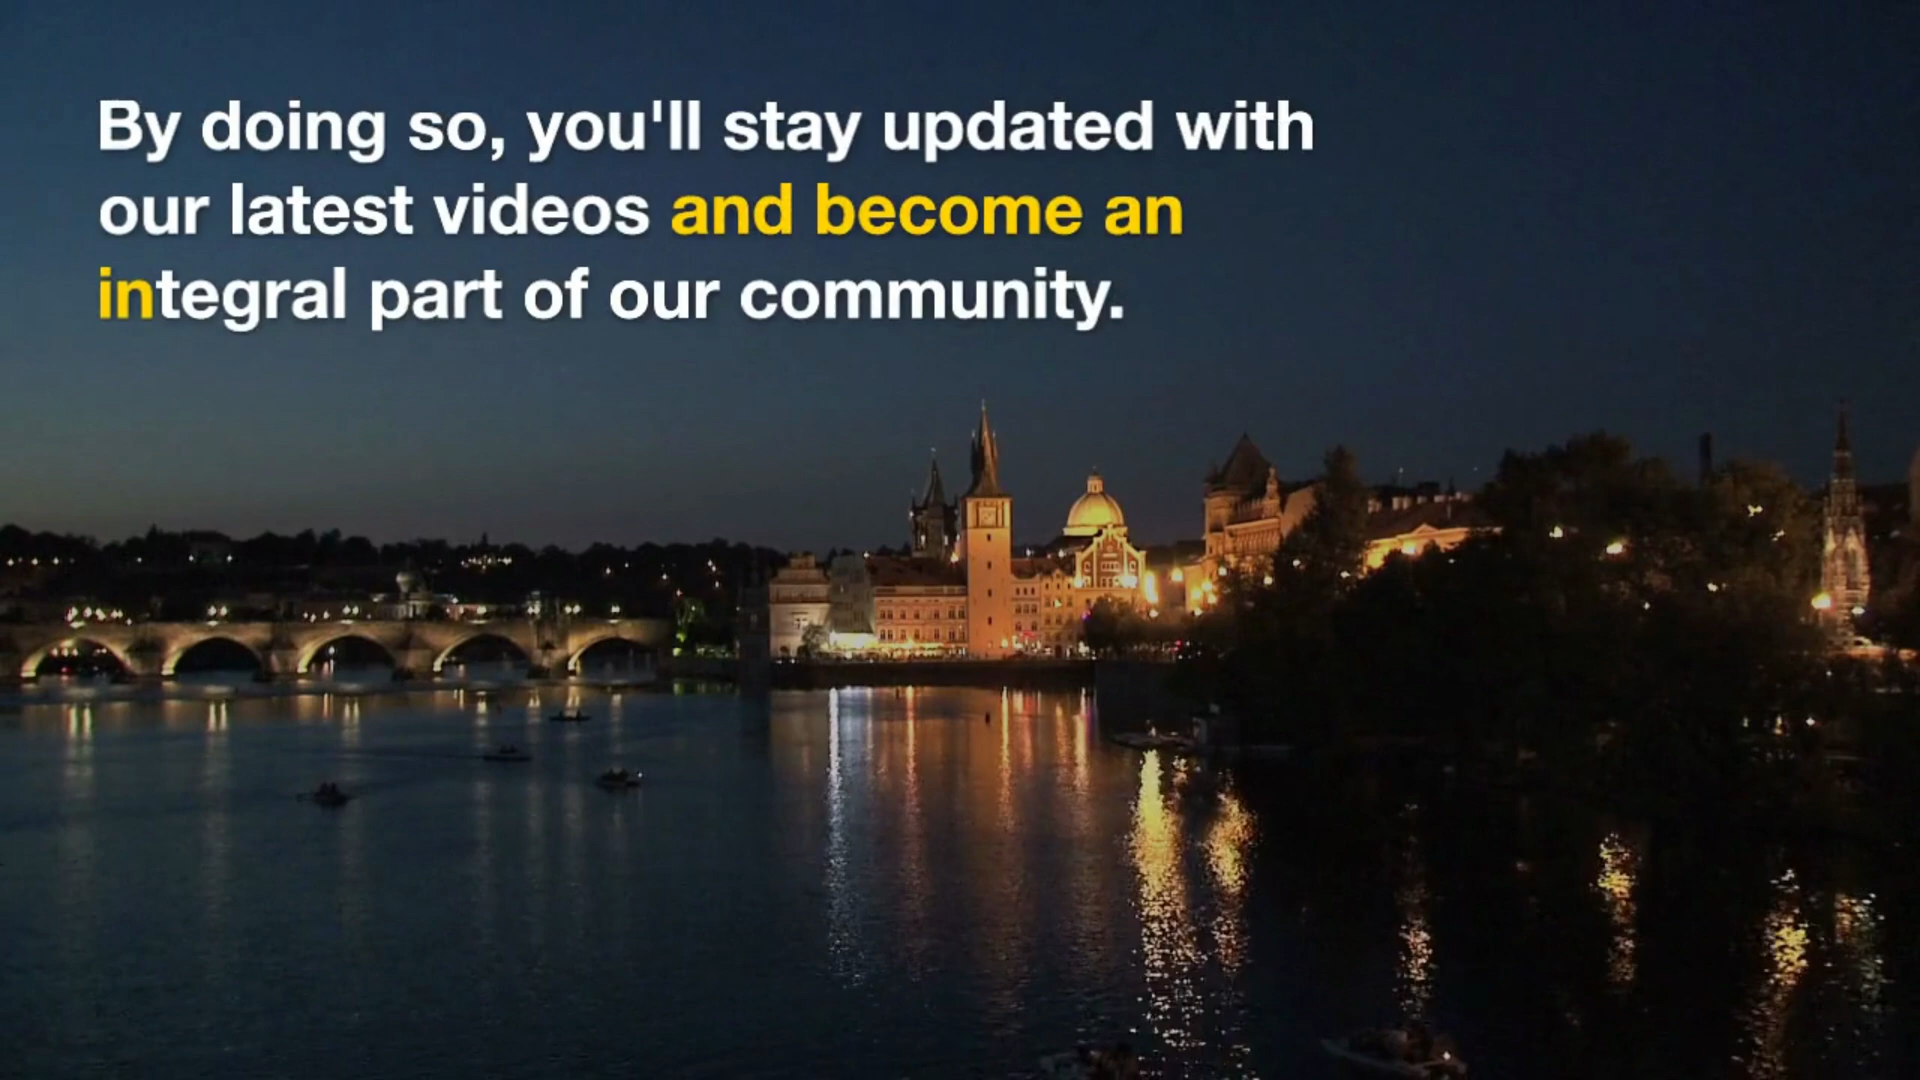 By doing so, you'll stay updated with
our latest videos and become an
integral part of our community.